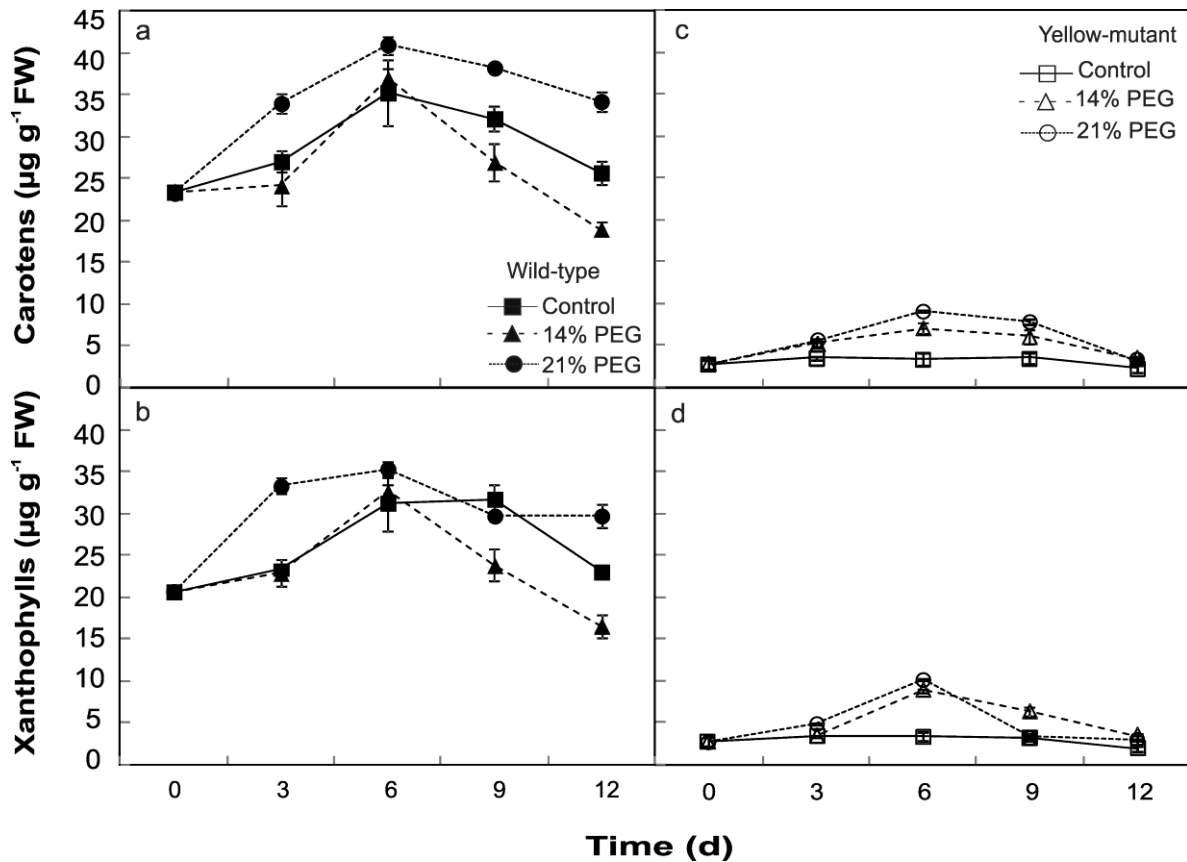 a
Carotens (µg g⁻¹ FW)
45
40
35
30
25
20
15
10
5
0
Wild-type
Control
14% PEG
21% PEG
c
Yellow-mutant
Control
14% PEG
21% PEG
b
Xanthophylls (µg g⁻¹ FW)
40
35
30
25
20
15
10
5
0
d
0 3 6 9 12
0 3 6 9 12
Time (d)